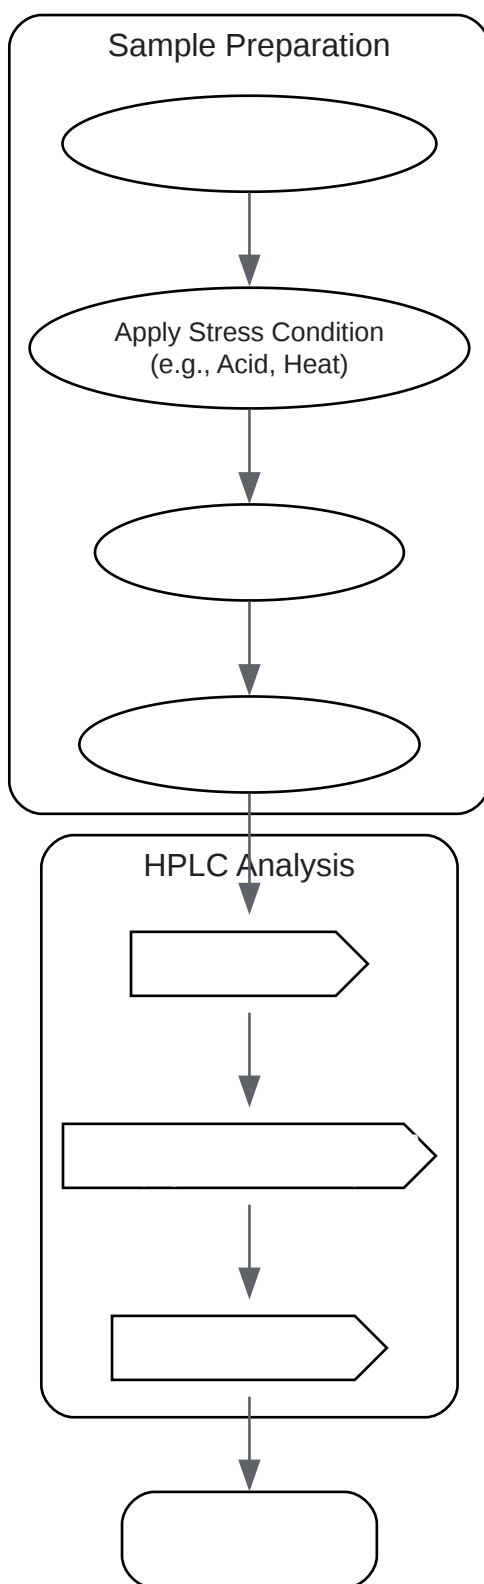 Sample Preparation
Apply Stress Condition
(e.g., Acid, Heat)
HPLC Analysis